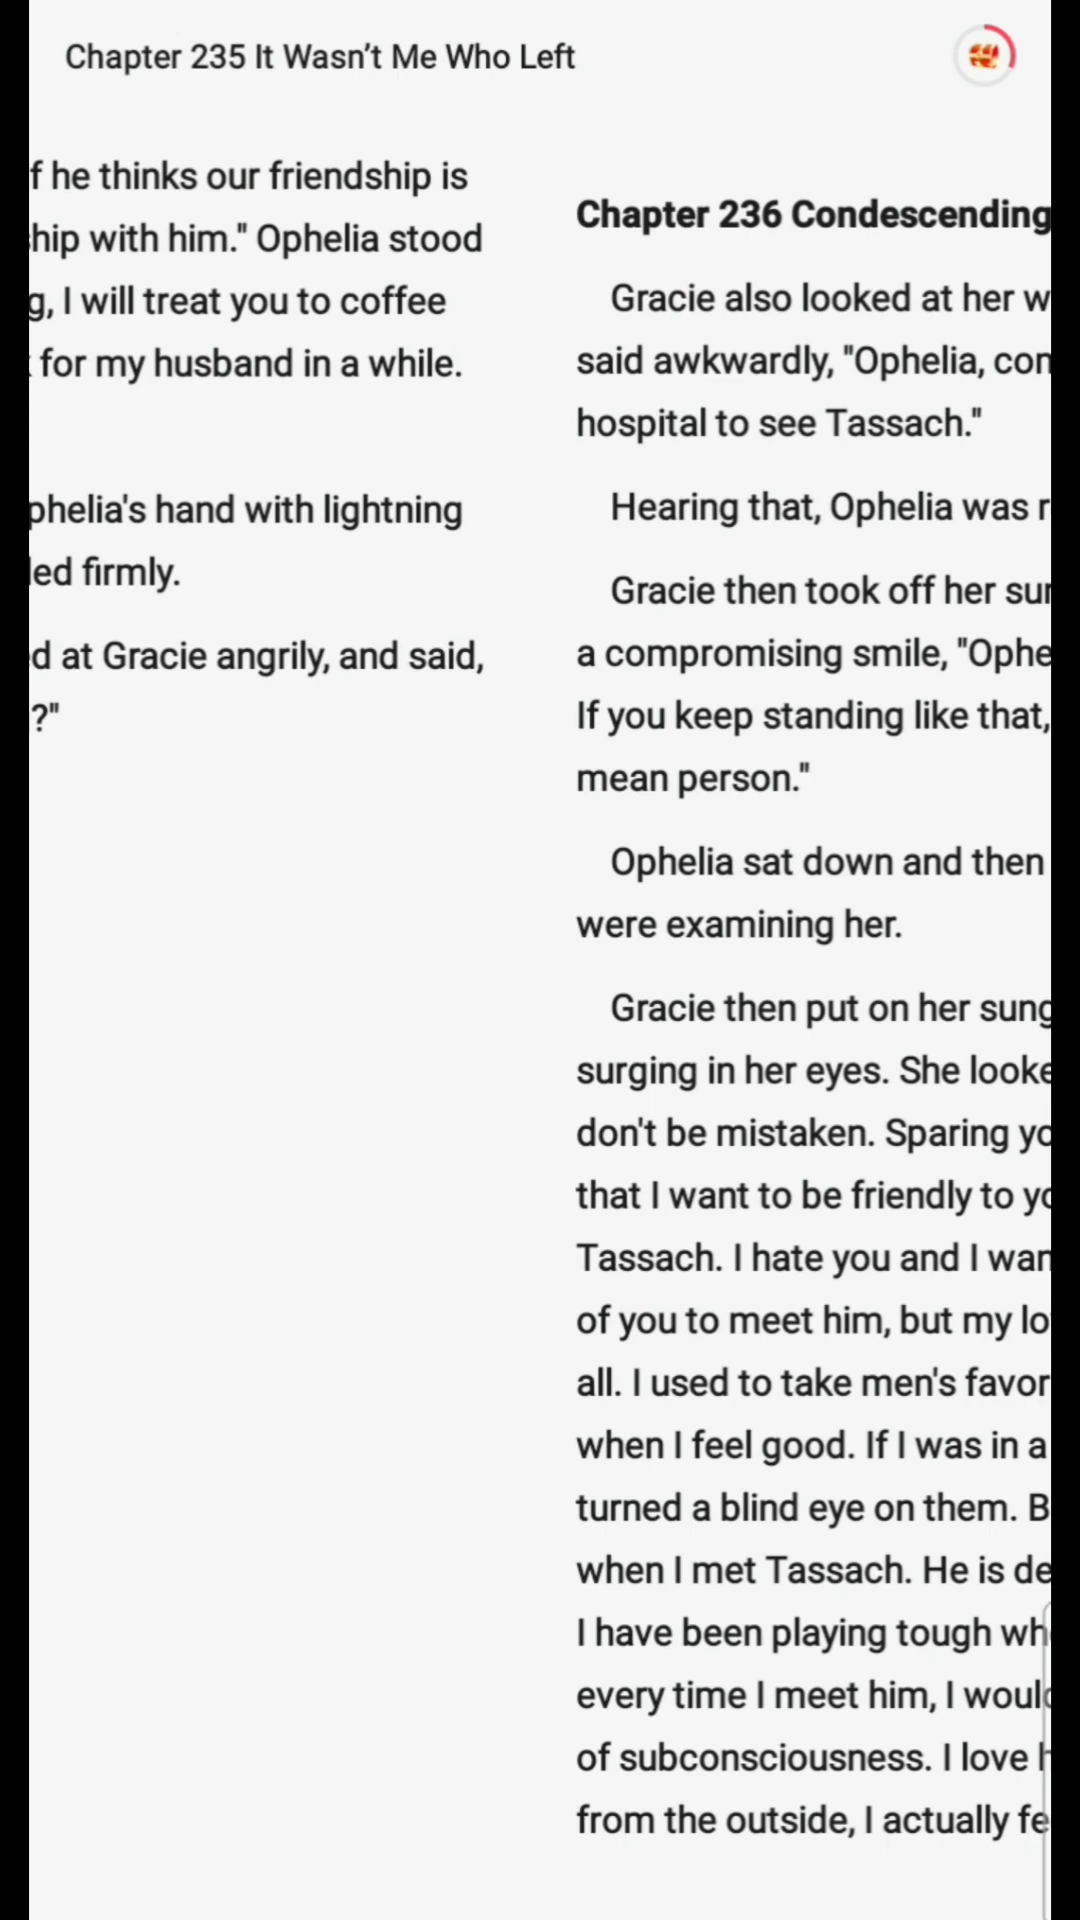 Chapter 235 It Wasn't Me Who Left
f he thinks our friendship is
hip with him." Ophelia stood
g, I will treat you to coffee
for my husband in a while.
phelia's hand with lightning
led firmly.
d at Gracie angrily, and said,
?"
Chapter 236 Condescending
Gracie also looked at her w
said awkwardly, "Ophelia, con
hospital to see Tassach."
Hearing that, Ophelia was r
Gracie then took off her sun
a compromising smile, "Ophe
If you keep standing like that,
mean person."
Ophelia sat down and then
were examining her.
Gracie then put on her sung
surging in her eyes. She looke
don't be mistaken. Sparing yo
that I want to be friendly to yo
Tassach. I hate you and I wan
of you to meet him, but my lo
all. I used to take men's favor
when I feel good. If I was in a
turned a blind eye on them. B
when I met Tassach. He is de
I have been playing tough wh
every time I meet him, I would
of subconsciousness. I love h
from the outside, I actually fe